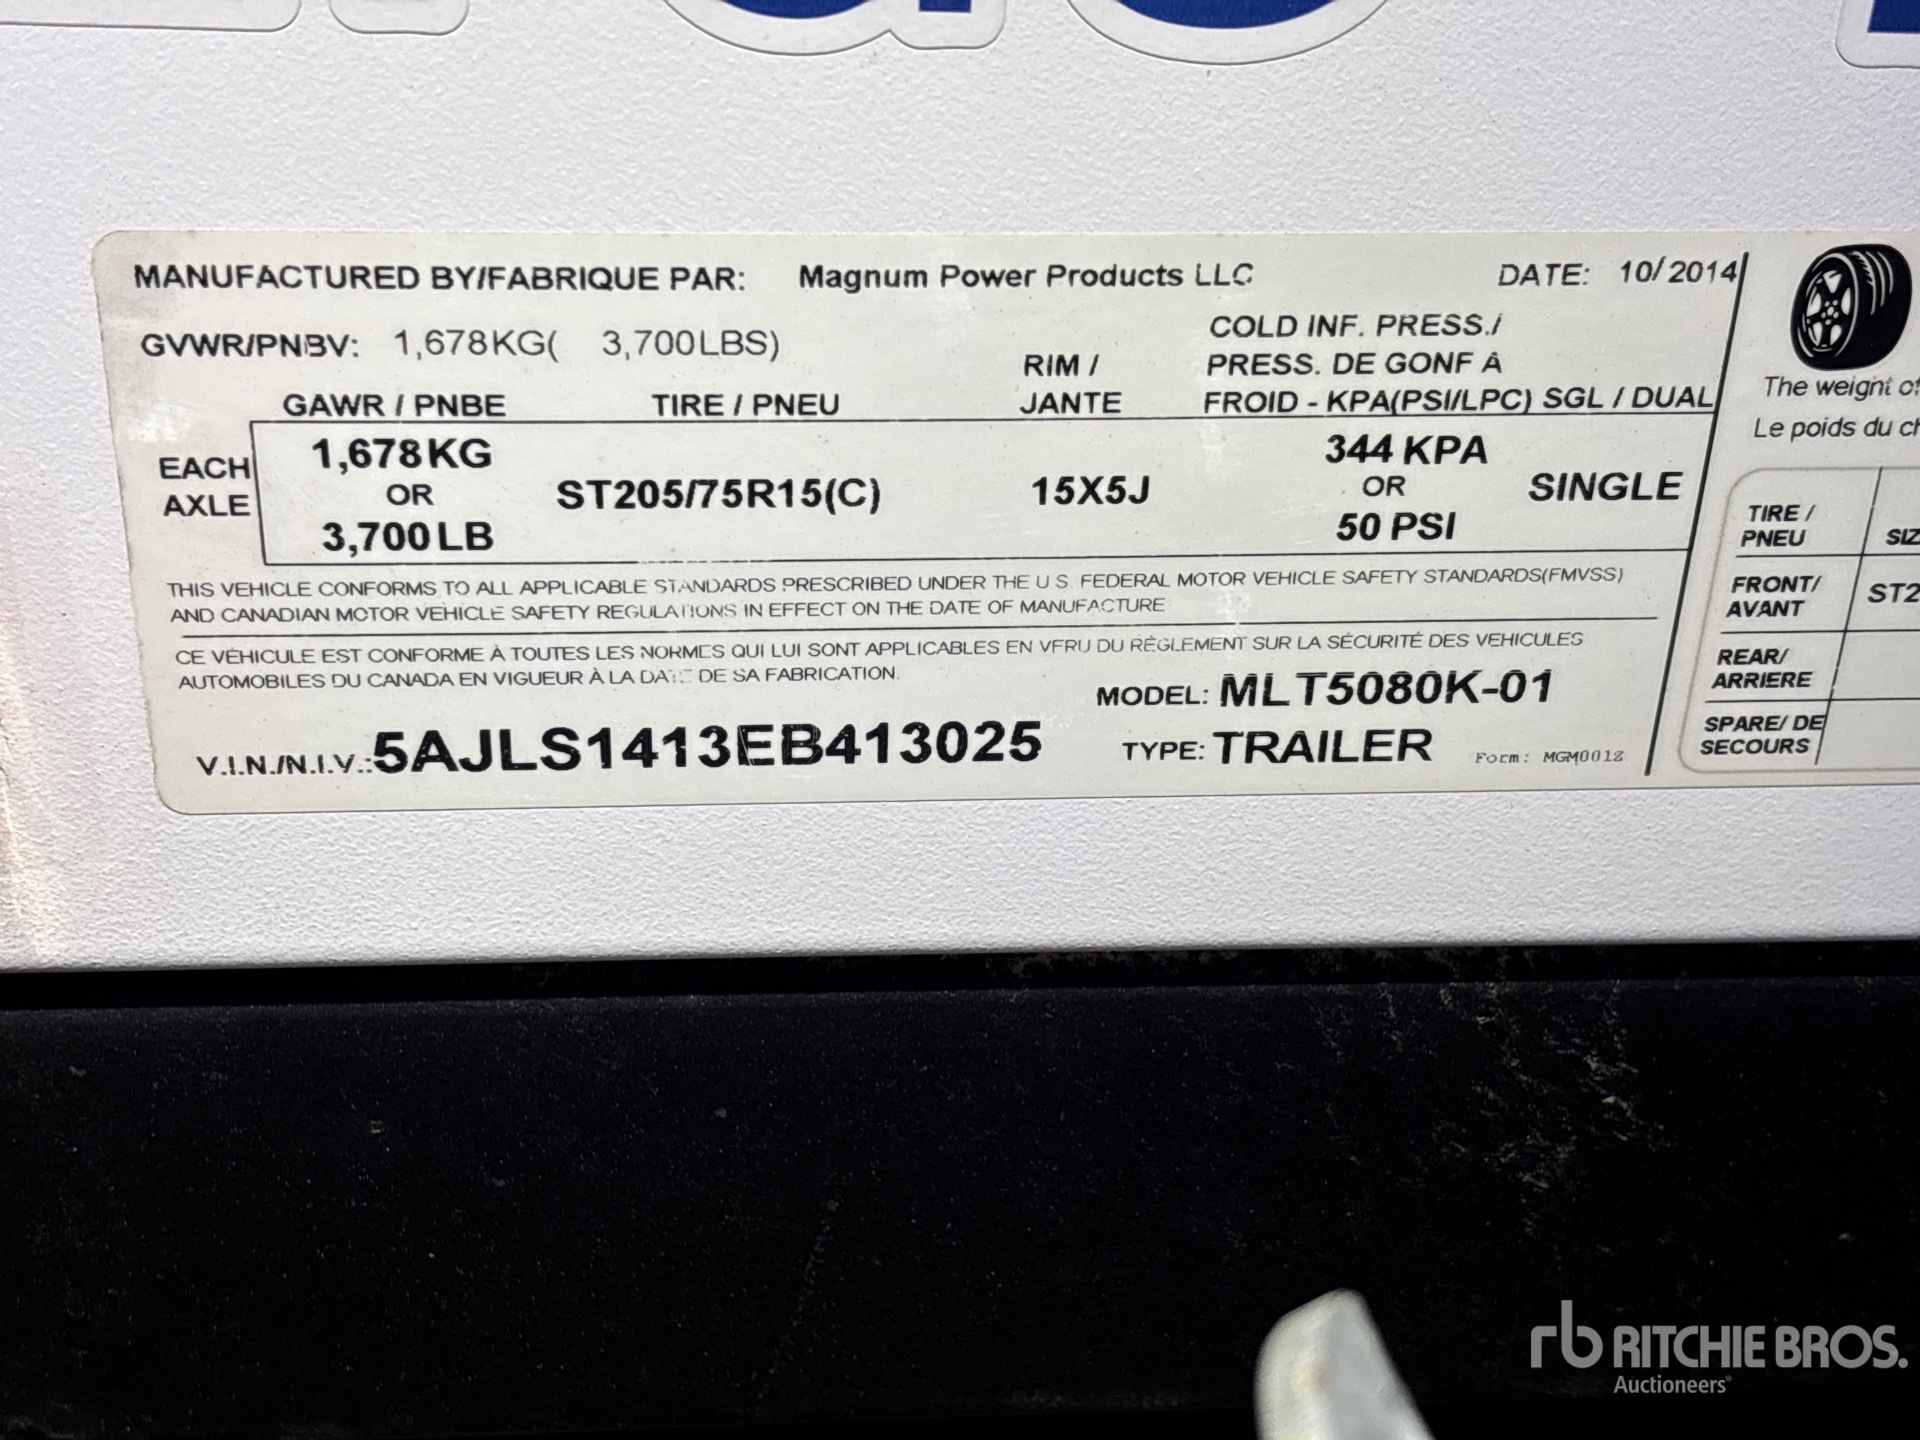 MANUFACTURED BY/FABRIQUE PAR: Magnum Power Products LLC DATE: 10/2014
GVWR/PNBV: 1,678KG( 3,700LBS)
COLD INF. PRESS./
RIM / PRESS. DE GONF A
GAWR / PNBE TIRE / PNEU JANTE FROID - KPA(PSI/LPC) SGL / DUAL
EACH AXLE 1,678KG OR 3,700LB ST205/75R15(C) 15X5J 344 KPA OR 50 PSI SINGLE
THIS VEHICLE CONFORMS TO ALL APPLICABLE STANDARDS PRESCRIBED UNDER THE U S FEDERAL MOTOR VEHICLE SAFETY STANDARDS(FMVSS)
AND CANADIAN MOTOR VEHICLE SAFETY REGULATIONS IN EFFECT ON THE DATE OF MANUFACTURE
CE VÉHICULE EST CONFORME À TOUTES LES NORMES QUI LUI SONT APPLICABLES EN VERU DU RÈGLEMENT SUR LA SÉCURITÉ DES VEHICULES
AUTOMOBILES DU CANADA EN VIGUEUR À LA DATE DE SA FABRICATION.
MODEL: MLT5080K-01
V.I.N./N.I.V.: 5AJLS1413EB413025 TYPE: TRAILER Form: MGM0018
The weight of
Le poids du ch
TIRE /
PNEU SIZ
FRONT/
AVANT ST2
REAR/
ARRIERE
SPARE/ DE
SECOURS
rb RITCHIE BROS.
Auctioneers